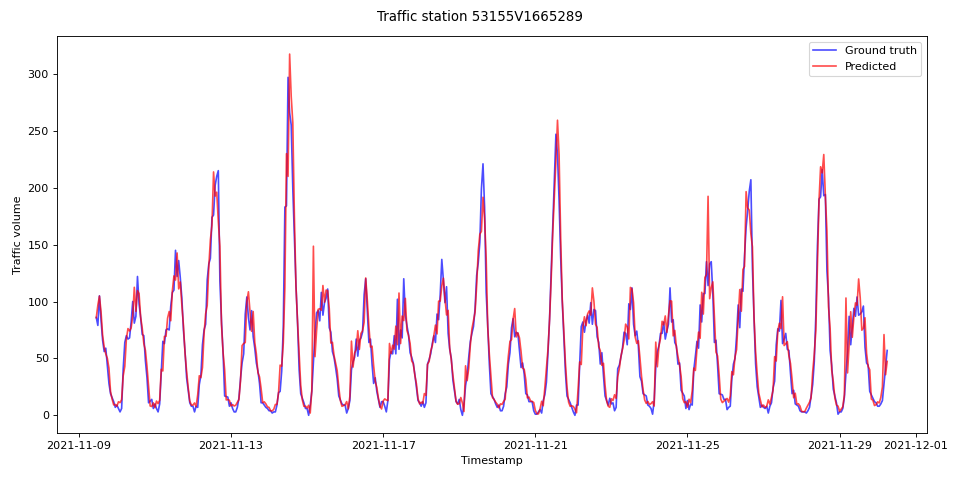 Traffic station 53155V1665289
Ground truth
Predicted
Traffic volume
300
250
200
150
100
50
0
2021-11-09
2021-11-13
2021-11-17
2021-11-21
2021-11-25
2021-11-29
2021-12-01
Timestamp